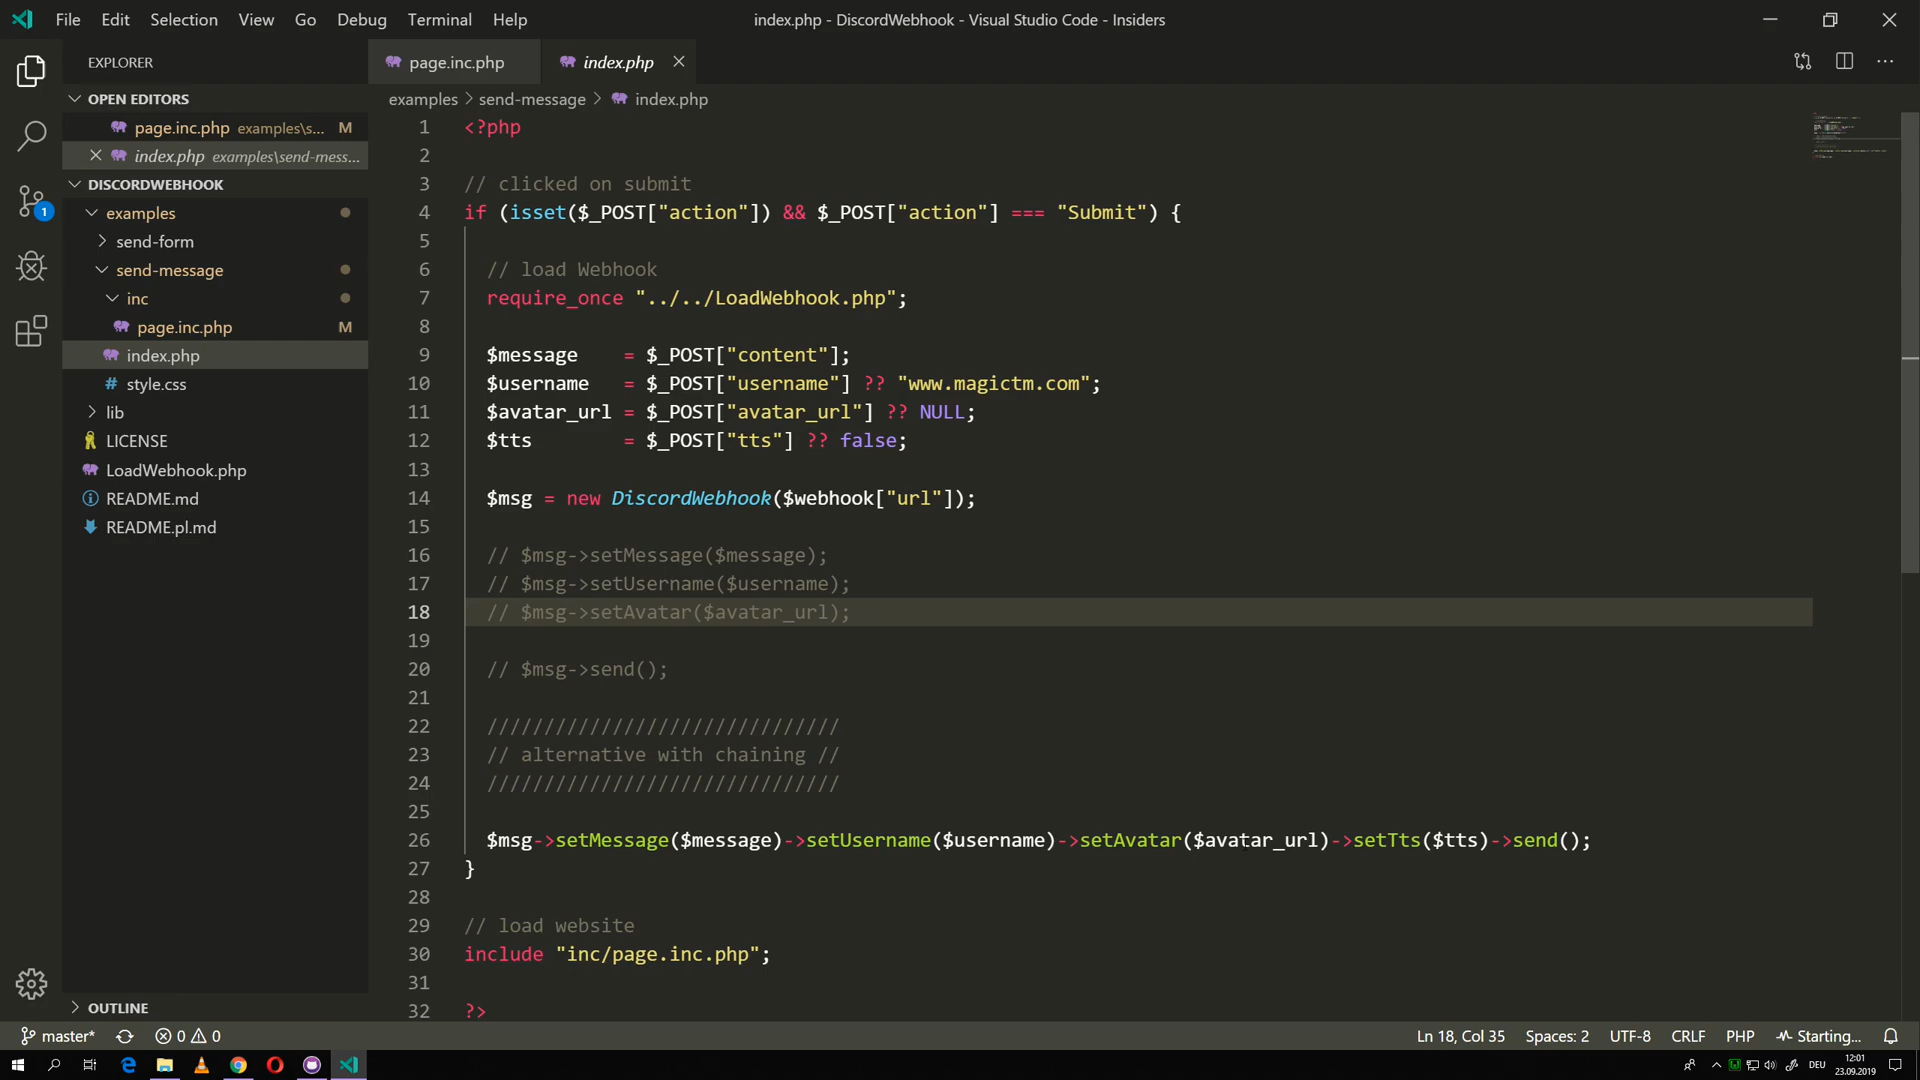 File Edit Selection View Go Debug Terminal Help
index.php - DiscordWebhook - Visual Studio Code - Insiders
EXPLORER
page.inc.php
index.php
OPEN EDITORS
page.inc.php examples\s... M
index.php examples\send-mess...
DISCORDWEBHOOK
examples
send-form
send-message
inc
page.inc.php M
index.php
style.css
lib
LICENSE
LoadWebhook.php
README.md
README.pl.md
OUTLINE
1
examples > send-message > index.php
1 <?php
2
3 // clicked on submit
4 if (isset($_POST["action"]) && $_POST["action"] === "Submit") {
5
6 // load Webhook
7 require_once "../../LoadWebhook.php";
8
9 $message = $_POST["content"];
10 $username = $_POST["username"] ?? "www.magictm.com";
11 $avatar_url = $_POST["avatar_url"] ?? NULL;
12 $tts = $_POST["tts"] ?? false;
13
14 $msg = new DiscordWebhook($webhook["url"]);
15
16 // $msg->setMessage($message);
17 // $msg->setUsername($username);
18 // $msg->setAvatar($avatar_url);
19
20 // $msg->send();
21
22 ///////////////////////////////
23 // alternative with chaining //
24 ///////////////////////////////
25
26 $msg->setMessage($message)->setUsername($username)->setAvatar($avatar_url)->setTts($tts)->send();
27 }
28
29 // load website
30 include "inc/page.inc.php";
31
32 ?>
master* 0 0 Ln 18, Col 35 Spaces: 2 UTF-8 CRLF PHP Starting...
DEU 12:01
23.09.2019